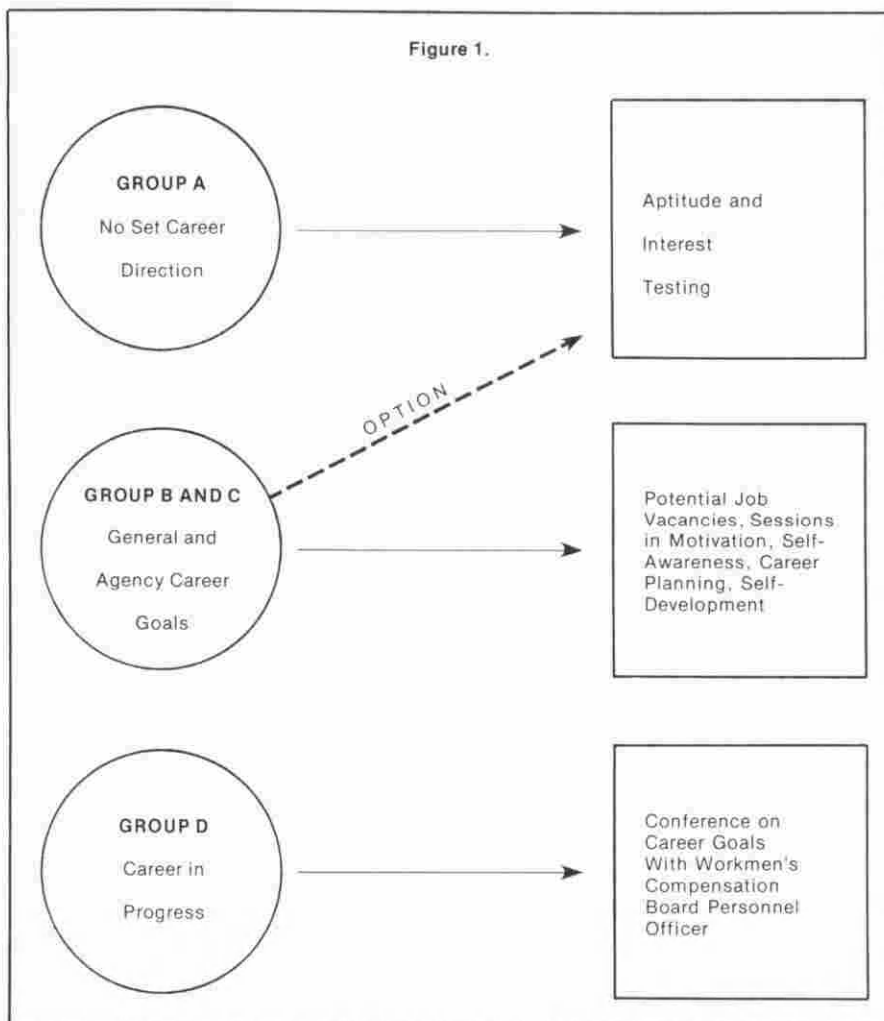 Figure 1.
GROUP A
No Set Career
Direction
Aptitude and
Interest
Testing
OPTION
GROUP B AND C
General and
Agency Career
Goals
Potential Job
Vacancies, Sessions
in Motivation, Self-
Awareness, Career
Planning, Self-
Development
GROUP D
Career in
Progress
Conference on
Career Goals
With Workmen's
Compensation
Board Personnel
Officer